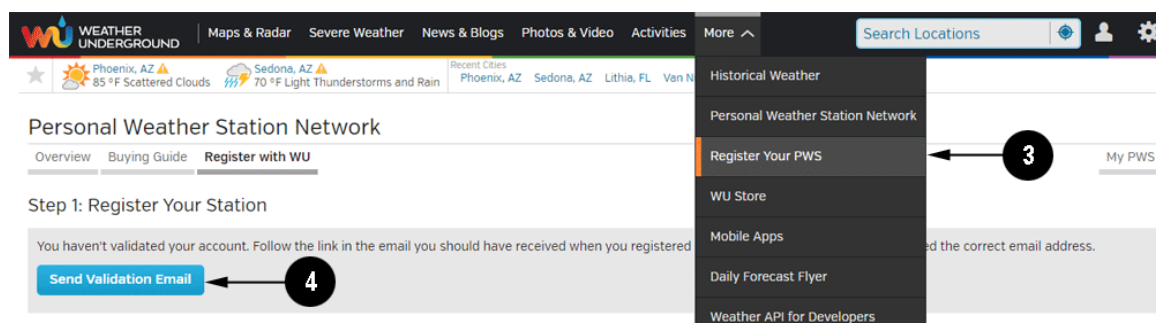 WEATHER UNDERGROUND
Maps & Radar Severe Weather News & Blogs Photos & Video Activities More Search Locations
Phoenix, AZ
85 °F Scattered Clouds
Sedona, AZ
70 °F Light Thunderstorms and Rain
Recent Cities
Phoenix, AZ Sedona, AZ Lithia, FL Van N
Historical Weather
Personal Weather Station Network
Register Your PWS
WU Store
Mobile Apps
Daily Forecast Flyer
Weather API for Developers
3
Personal Weather Station Network
Overview Buying Guide Register with WU My PWS
Step 1: Register Your Station
You haven't validated your account. Follow the link in the email you should have received when you registered ed the correct email address.
Send Validation Email
4